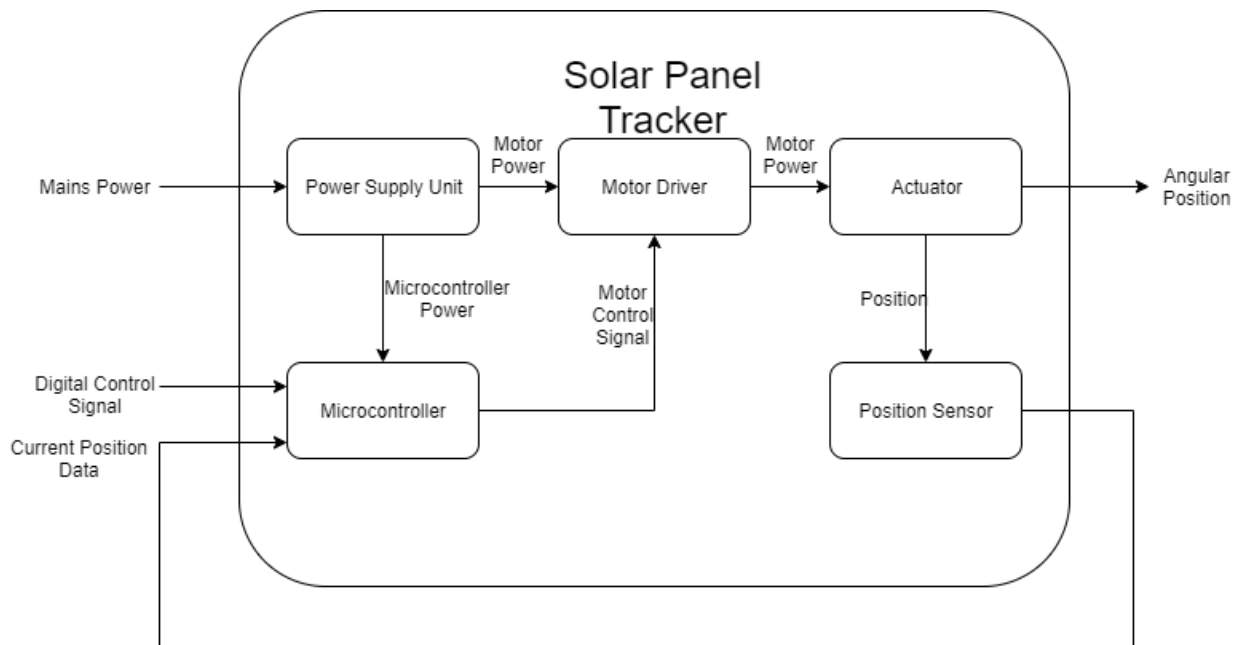 Solar Panel
Tracker
Mains Power
Power Supply Unit
Motor
Power
Motor Driver
Motor
Power
Actuator
Angular
Position
Microcontroller
Power
Motor
Control
Signal
Position
Digital Control
Signal
Current Position
Data
Microcontroller
Position Sensor